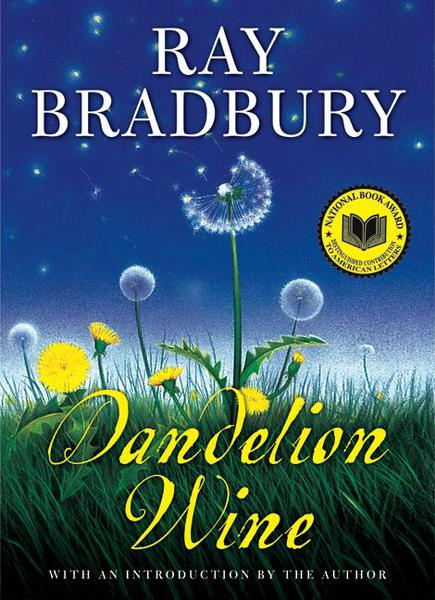 RAY
BRADBURY
NATIONAL BOOK AWARD
DISTINGUISHED CONTRIBUTION
TO AMERICAN LETTERS
Dandelion
Wine
WITH AN INTRODUCTION BY THE AUTHOR